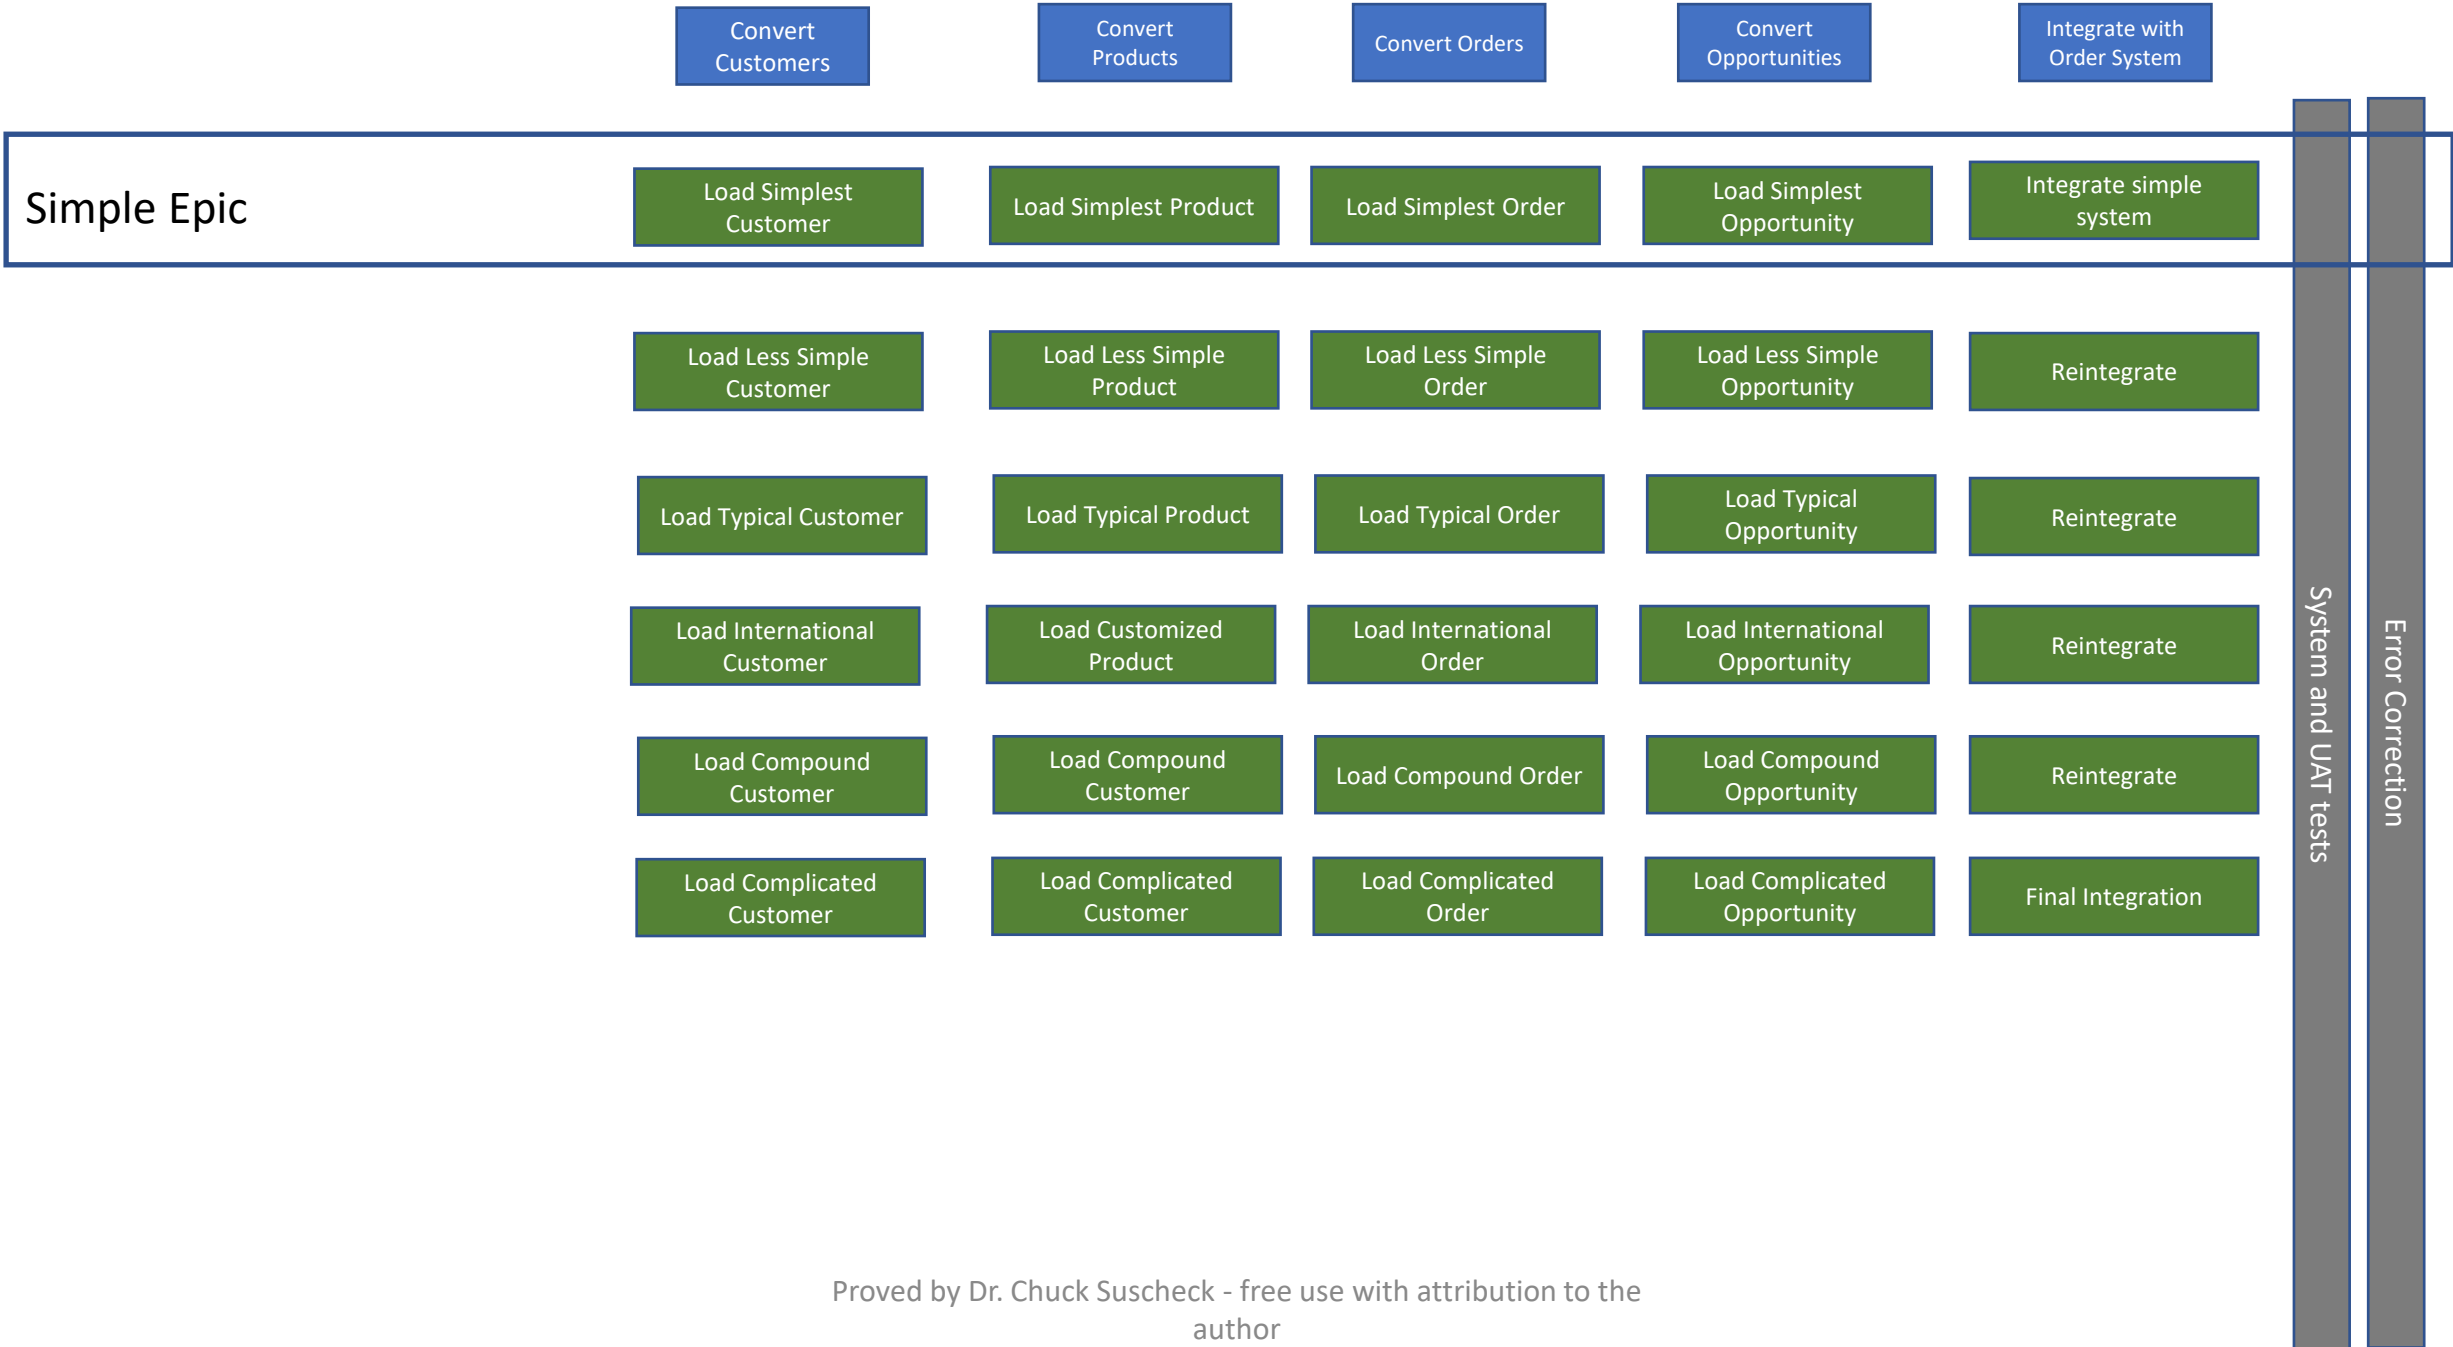 Convert
Customers
Convert
Products
Convert Orders
Convert
Opportunities
Integrate with
Order System
Simple Epic
Load Simplest
Customer
Load Simplest Product
Load Simplest Order
Load Simplest
Opportunity
Integrate simple
system
Load Less Simple
Customer
Load Less Simple
Product
Load Less Simple
Order
Load Less Simple
Opportunity
Reintegrate
Load Typical Customer
Load Typical Product
Load Typical Order
Load Typical
Opportunity
Reintegrate
Load International
Customer
Load Customized
Product
Load International
Order
Load International
Opportunity
Reintegrate
Load Compound
Customer
Load Compound
Customer
Load Compound Order
Load Compound
Opportunity
Reintegrate
Load Complicated
Customer
Load Complicated
Customer
Load Complicated
Order
Load Complicated
Opportunity
Final Integration
System and UAT tests
Error Correction
Proved by Dr. Chuck Suscheck - free use with attribution to the
author